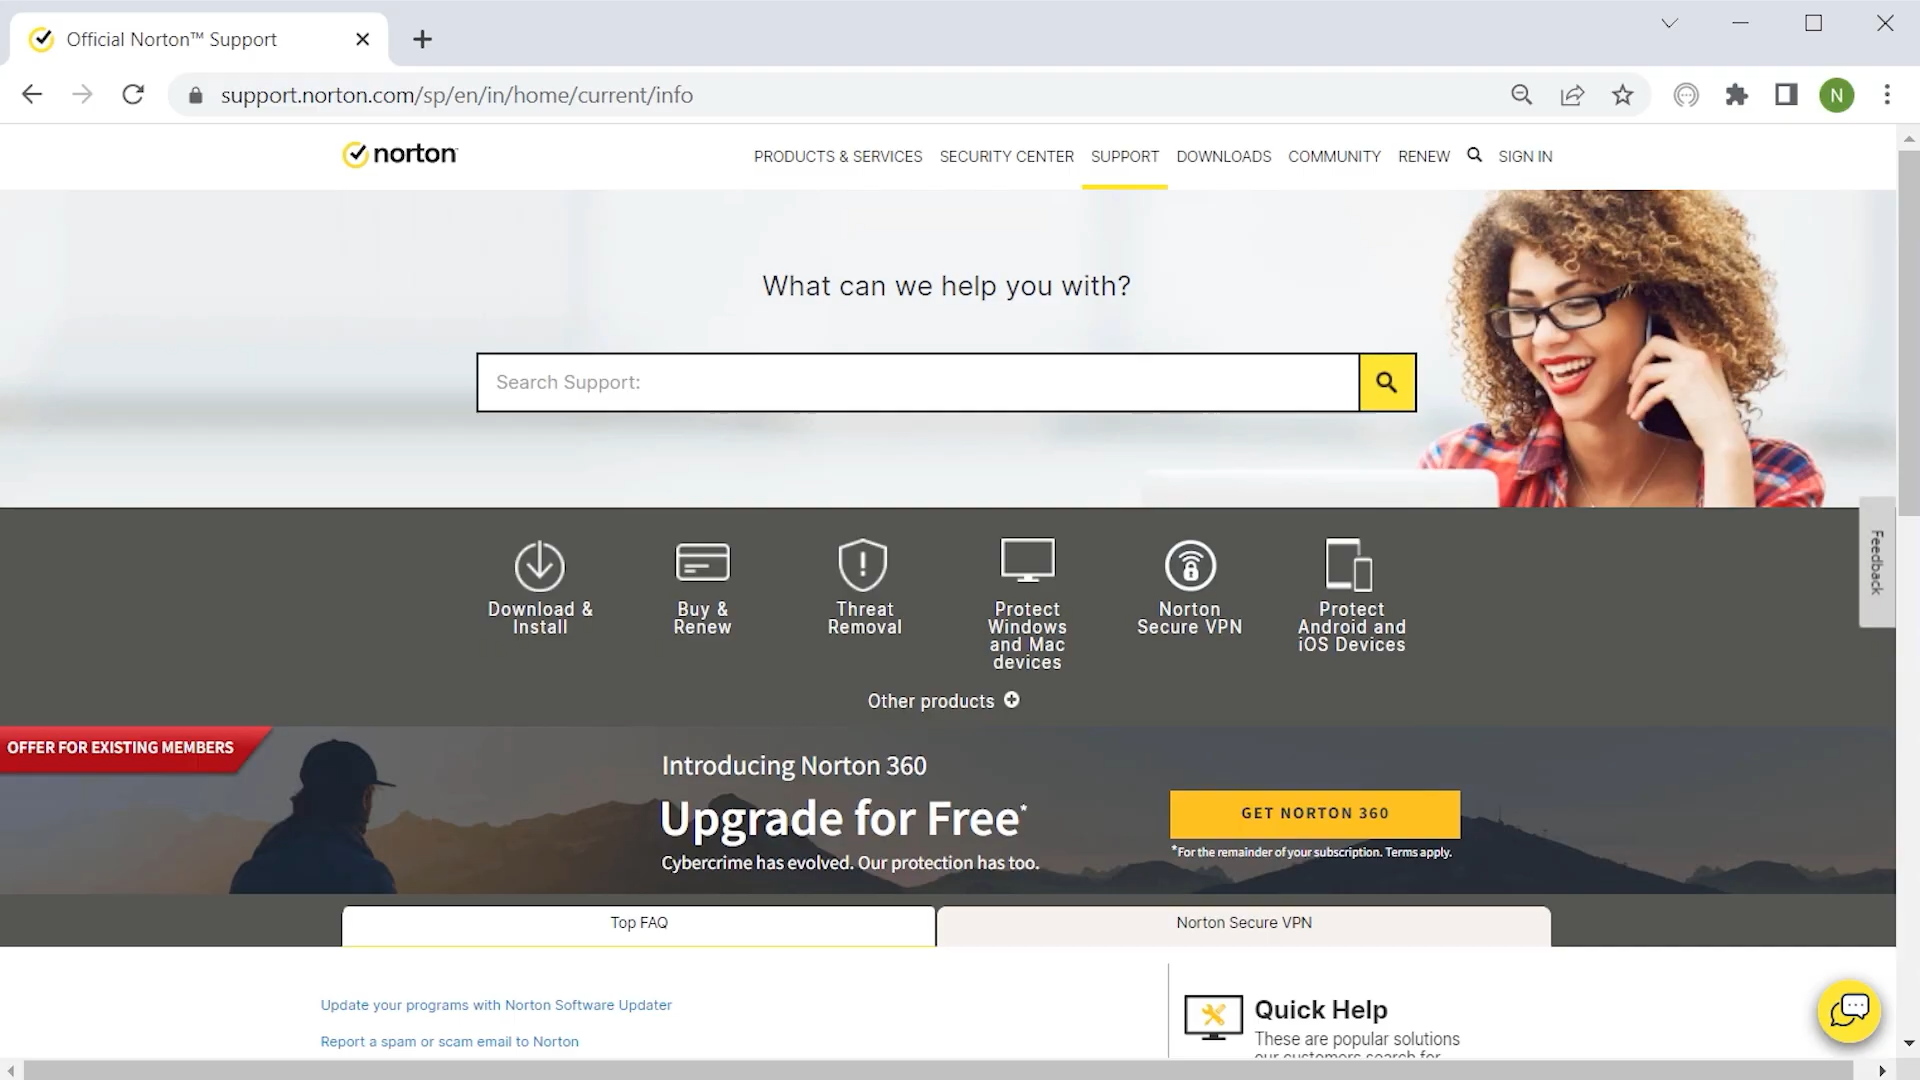 Official Norton™ Support
support.norton.com/sp/en/in/home/current/info
N
norton
PRODUCTS & SERVICES
SECURITY CENTER
SUPPORT
DOWNLOADS
COMMUNITY
RENEW
SIGN IN
What can we help you with?
Search Support:
Feedback
Download &
Install
Buy &
Renew
Threat
Removal
Protect
Windows
and Mac
devices
Norton
Secure VPN
Protect
Android and
iOS Devices
Other products
OFFER FOR EXISTING MEMBERS
Introducing Norton 360
Upgrade for Free*
Cybercrime has evolved. Our protection has too.
GET NORTON 360
*For the remainder of your subscription. Terms apply.
Top FAQ
Norton Secure VPN
Update your programs with Norton Software Updater
Report a spam or scam email to Norton
Quick Help
These are popular solutions
our customers search for